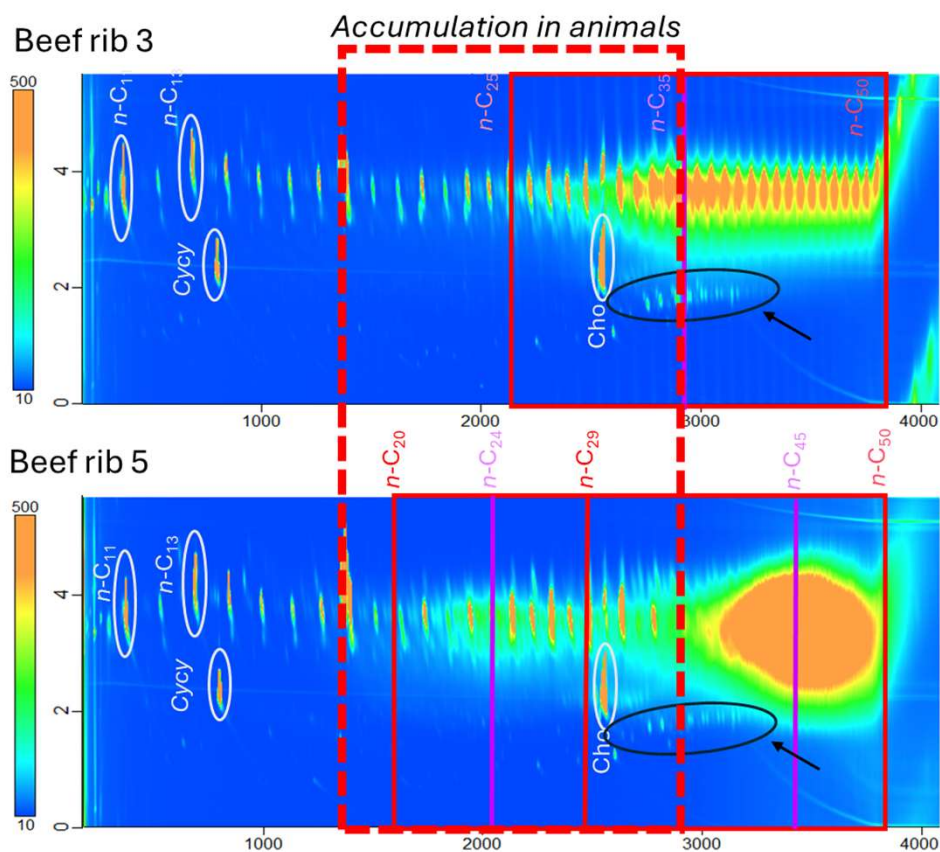 Accumulation in animals
Beef rib 3
500
10
n-C11
n-C13
n-C25
n-C35
n-C50
Cycy
Cho
4
2
0
1000
2000
3000
4000
Beef rib 5
500
10
n-C20
n-C24
n-C29
n-C45
n-C50
n-C11
n-C13
Cycy
Cho
4
2
0
1000
2000
3000
4000